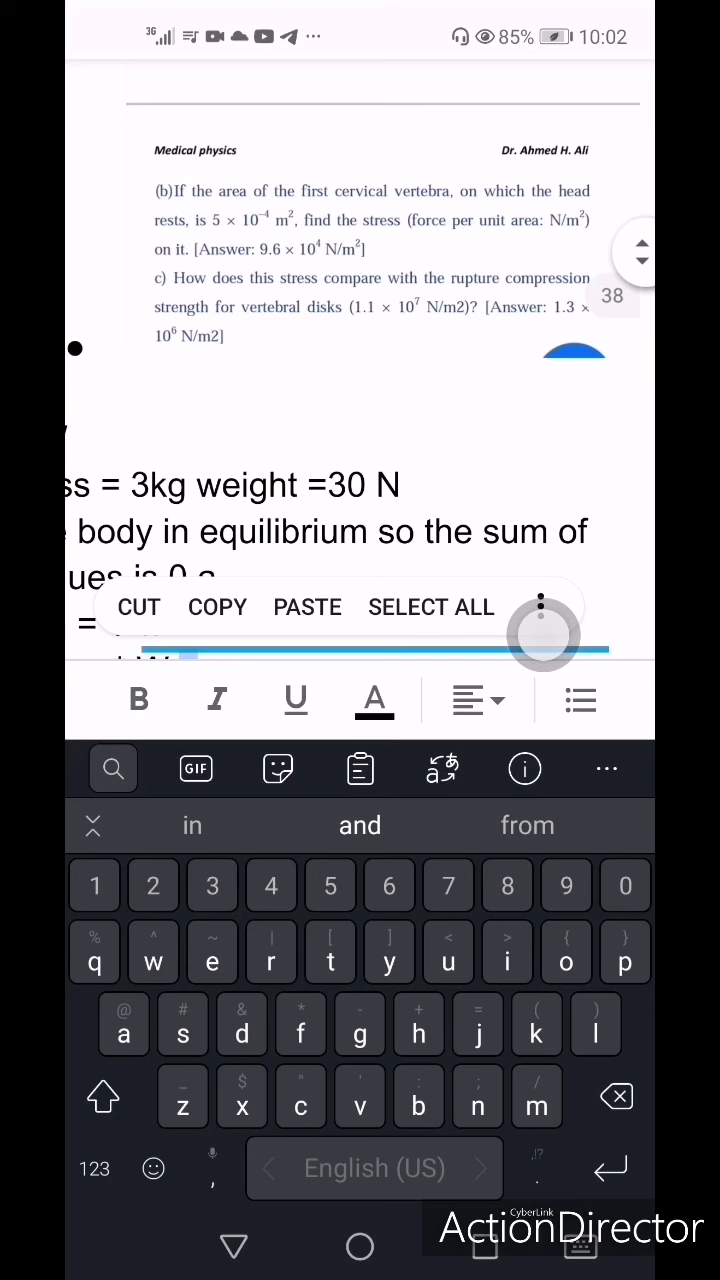 3G 85% 10:02
Medical physics Dr. Ahmed H. Ali
(b)If the area of the first cervical vertebra, on which the head
rests, is 5 × 10⁻⁴ m², find the stress (force per unit area: N/m²)
on it. [Answer: 9.6 × 10⁴ N/m²]
c) How does this stress compare with the rupture compression
strength for vertebral disks (1.1 × 10⁷ N/m2)? [Answer: 1.3 ×
10⁶ N/m2]
38
ss = 3kg weight =30 N
body in equilibrium so the sum of
ues is 0
=
CUT COPY PASTE SELECT ALL
B I U A
GIF
in and from
1 2 3 4 5 6 7 8 9 0
% ^ ~ | [ ] < > { }
q w e r t y u i o p
@ # & * - + = ( )
a s d f g h j k l
_ $ " ' : ; /
z x c v b n m
123 , English (US) ,!? .
CyberLink
ActionDirector